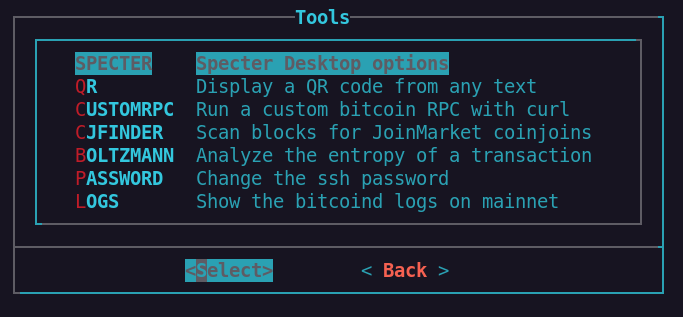 Tools
SPECTER Specter Desktop options
QR Display a QR code from any text
CUSTOMRPC Run a custom bitcoin RPC with curl
CJFINDER Scan blocks for JoinMarket coinjoins
BOLTZMANN Analyze the entropy of a transaction
PASSWORD Change the ssh password
LOGS Show the bitcoind logs on mainnet
<Select> < Back >